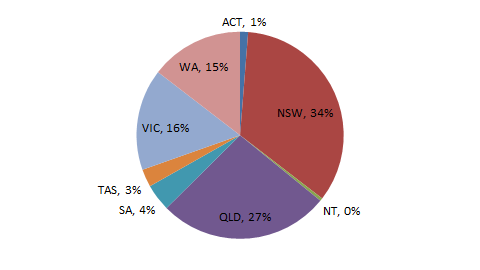 ACT, 1%
WA, 15%
NSW, 34%
VIC, 16%
TAS, 3%
SA, 4%
QLD, 27%
NT, 0%